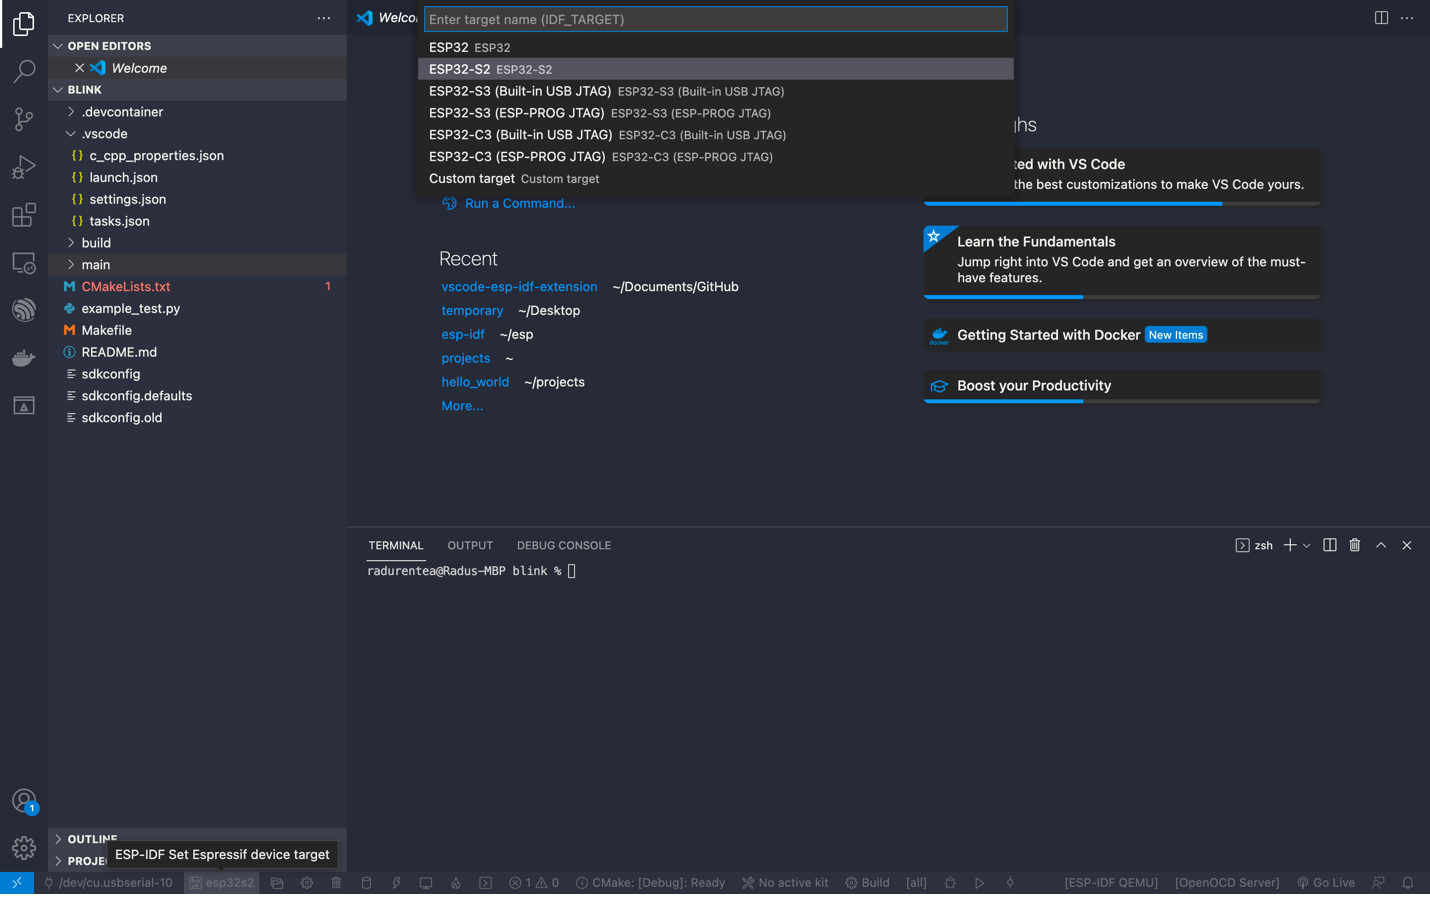 EXPLORER
OPEN EDITORS
Welcome
BLINK
.devcontainer
.vscode
{} c_cpp_properties.json
{} launch.json
{} settings.json
{} tasks.json
build
main
CMakeLists.txt 1
example_test.py
Makefile
README.md
sdkconfig
sdkconfig.defaults
sdkconfig.old
OUTLINE
ESP-IDF Set Espressif device target
Enter target name (IDF_TARGET)
ESP32 ESP32
ESP32-S2 ESP32-S2
ESP32-S3 (Built-in USB JTAG) ESP32-S3 (Built-in USB JTAG)
ESP32-S3 (ESP-PROG JTAG) ESP32-S3 (ESP-PROG JTAG)
ESP32-C3 (Built-in USB JTAG) ESP32-C3 (Built-in USB JTAG)
ESP32-C3 (ESP-PROG JTAG) ESP32-C3 (ESP-PROG JTAG)
Custom target Custom target
Run a Command...
Recent
vscode-esp-idf-extension ~/Documents/GitHub
temporary ~/Desktop
esp-idf ~/esp
projects ~
hello_world ~/projects
More...
with VS Code
the best customizations to make VS Code yours.
Learn the Fundamentals
Jump right into VS Code and get an overview of the must-
have features.
docker
Getting Started with Docker New Items
Boost your Productivity
TERMINAL OUTPUT DEBUG CONSOLE zsh
radurentea@Radus-MBP blink %
1
/dev/cu.usbserial-10 esp32s2 1 0 CMake: [Debug]: Ready No active kit Build [all] [ESP-IDF QEMU] [OpenOCD Server] Go Live